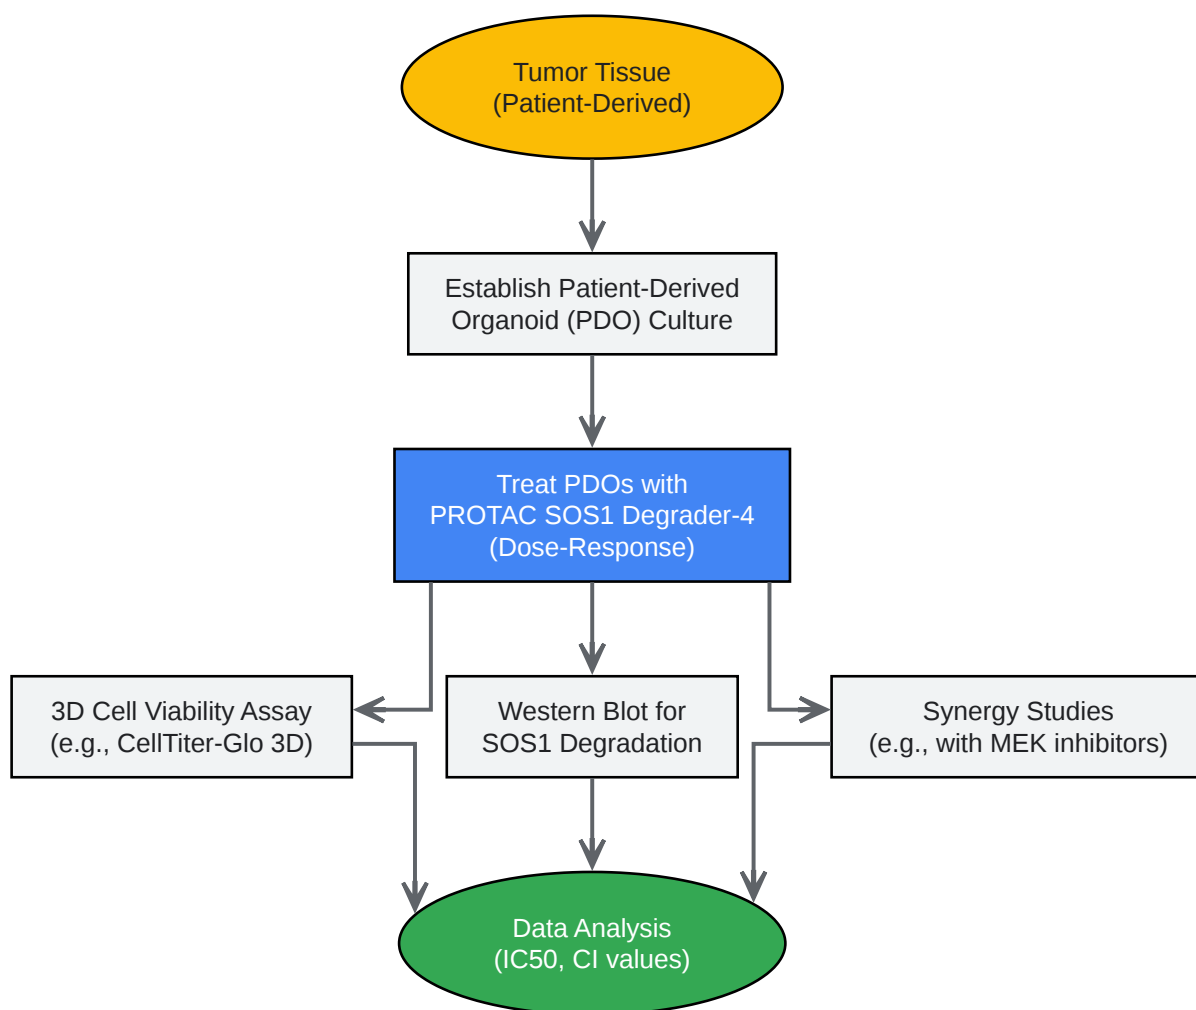 Tumor Tissue
(Patient-Derived)
Establish Patient-Derived
Organoid (PDO) Culture
Treat PDOs with
PROTAC SOS1 Degrader-4
(Dose-Response)
3D Cell Viability Assay
(e.g., CellTiter-Glo 3D)
Western Blot for
SOS1 Degradation
Synergy Studies
(e.g., with MEK inhibitors)
Data Analysis
(IC50, CI values)